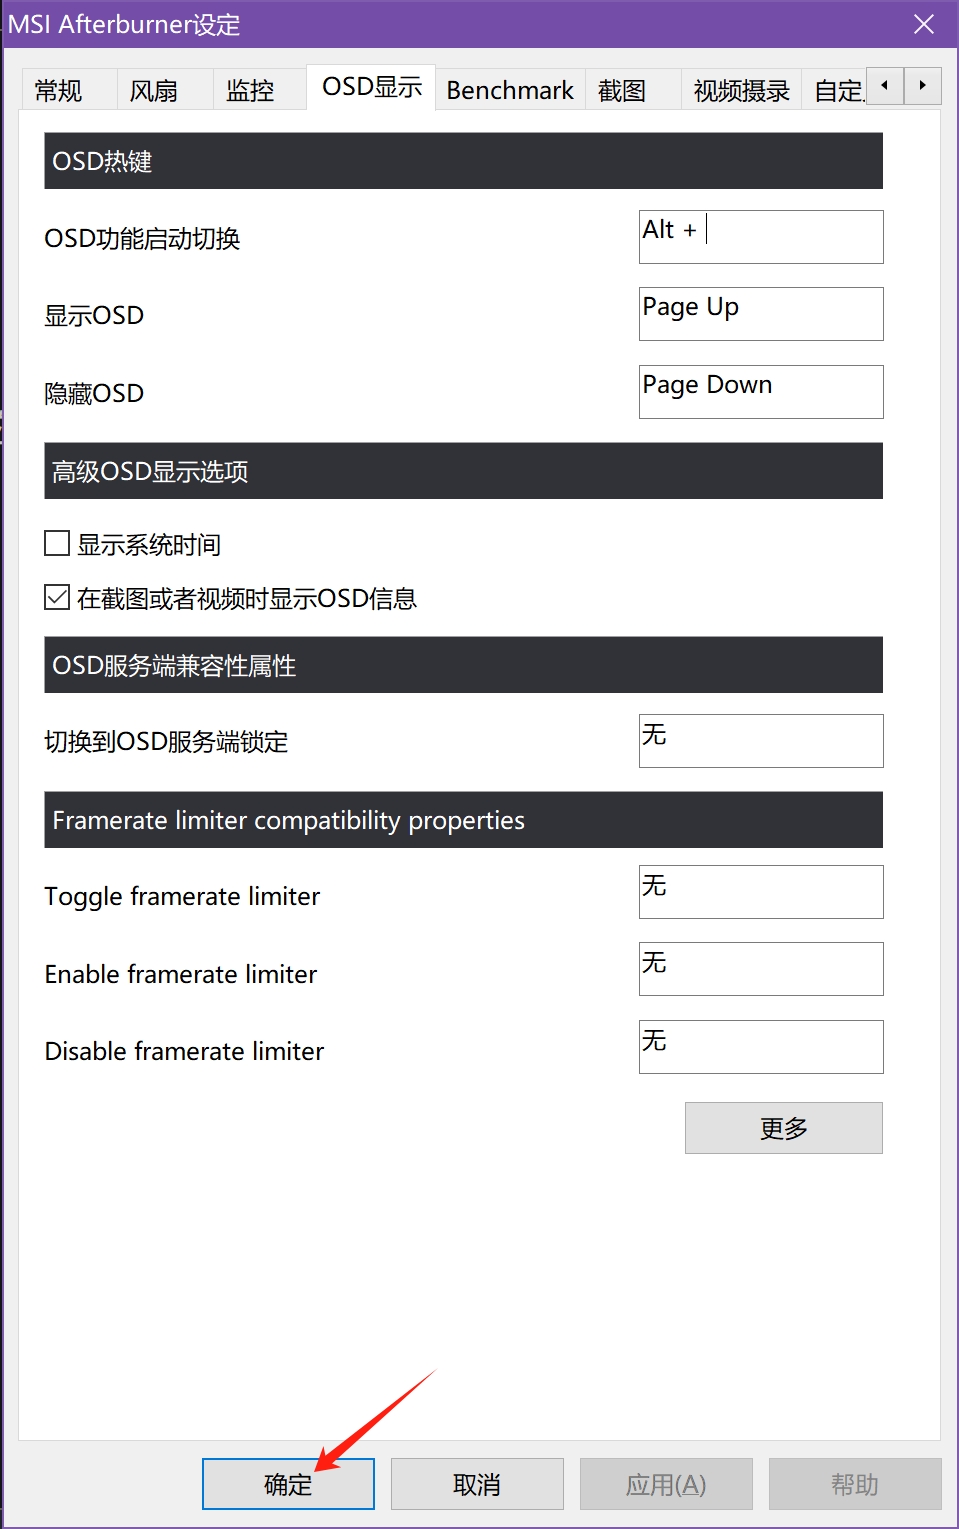 MSI Afterburner设定
常规 风扇 监控 OSD显示 Benchmark 截图 视频摄录 自定
OSD热键
OSD功能启动切换 Alt +
显示OSD Page Up
隐藏OSD Page Down
高级OSD显示选项
显示系统时间
在截图或者视频时显示OSD信息
OSD服务端兼容性属性
切换到OSD服务端锁定 无
Framerate limiter compatibility properties
Toggle framerate limiter 无
Enable framerate limiter 无
Disable framerate limiter 无
更多
确定 取消 应用(A) 帮助